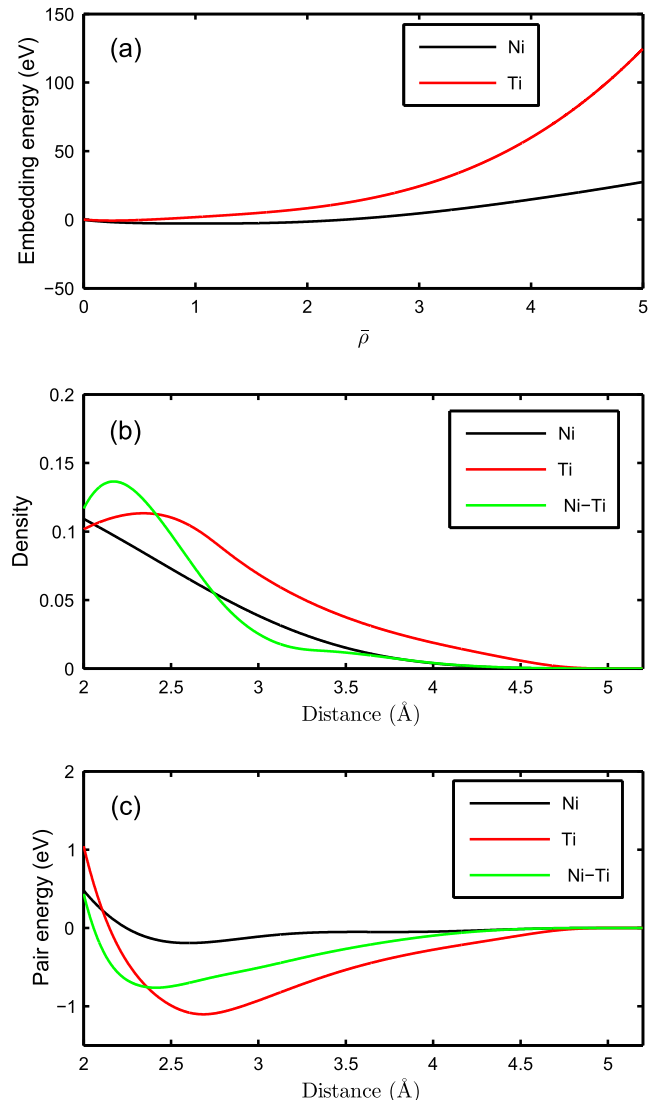 150
(a)
Ni
100
Ti
Embedding energy (eV)
50
0
−50
0 1 2 3 4 5
ρ̄
0.2
(b)
Ni
0.15
Ti
Ni−Ti
Density
0.1
0.05
0
2 2.5 3 3.5 4 4.5 5
Distance (Å)
2
(c)
Ni
1
Ti
Ni−Ti
Pair energy (eV)
0
−1
2 2.5 3 3.5 4 4.5 5
Distance (Å)